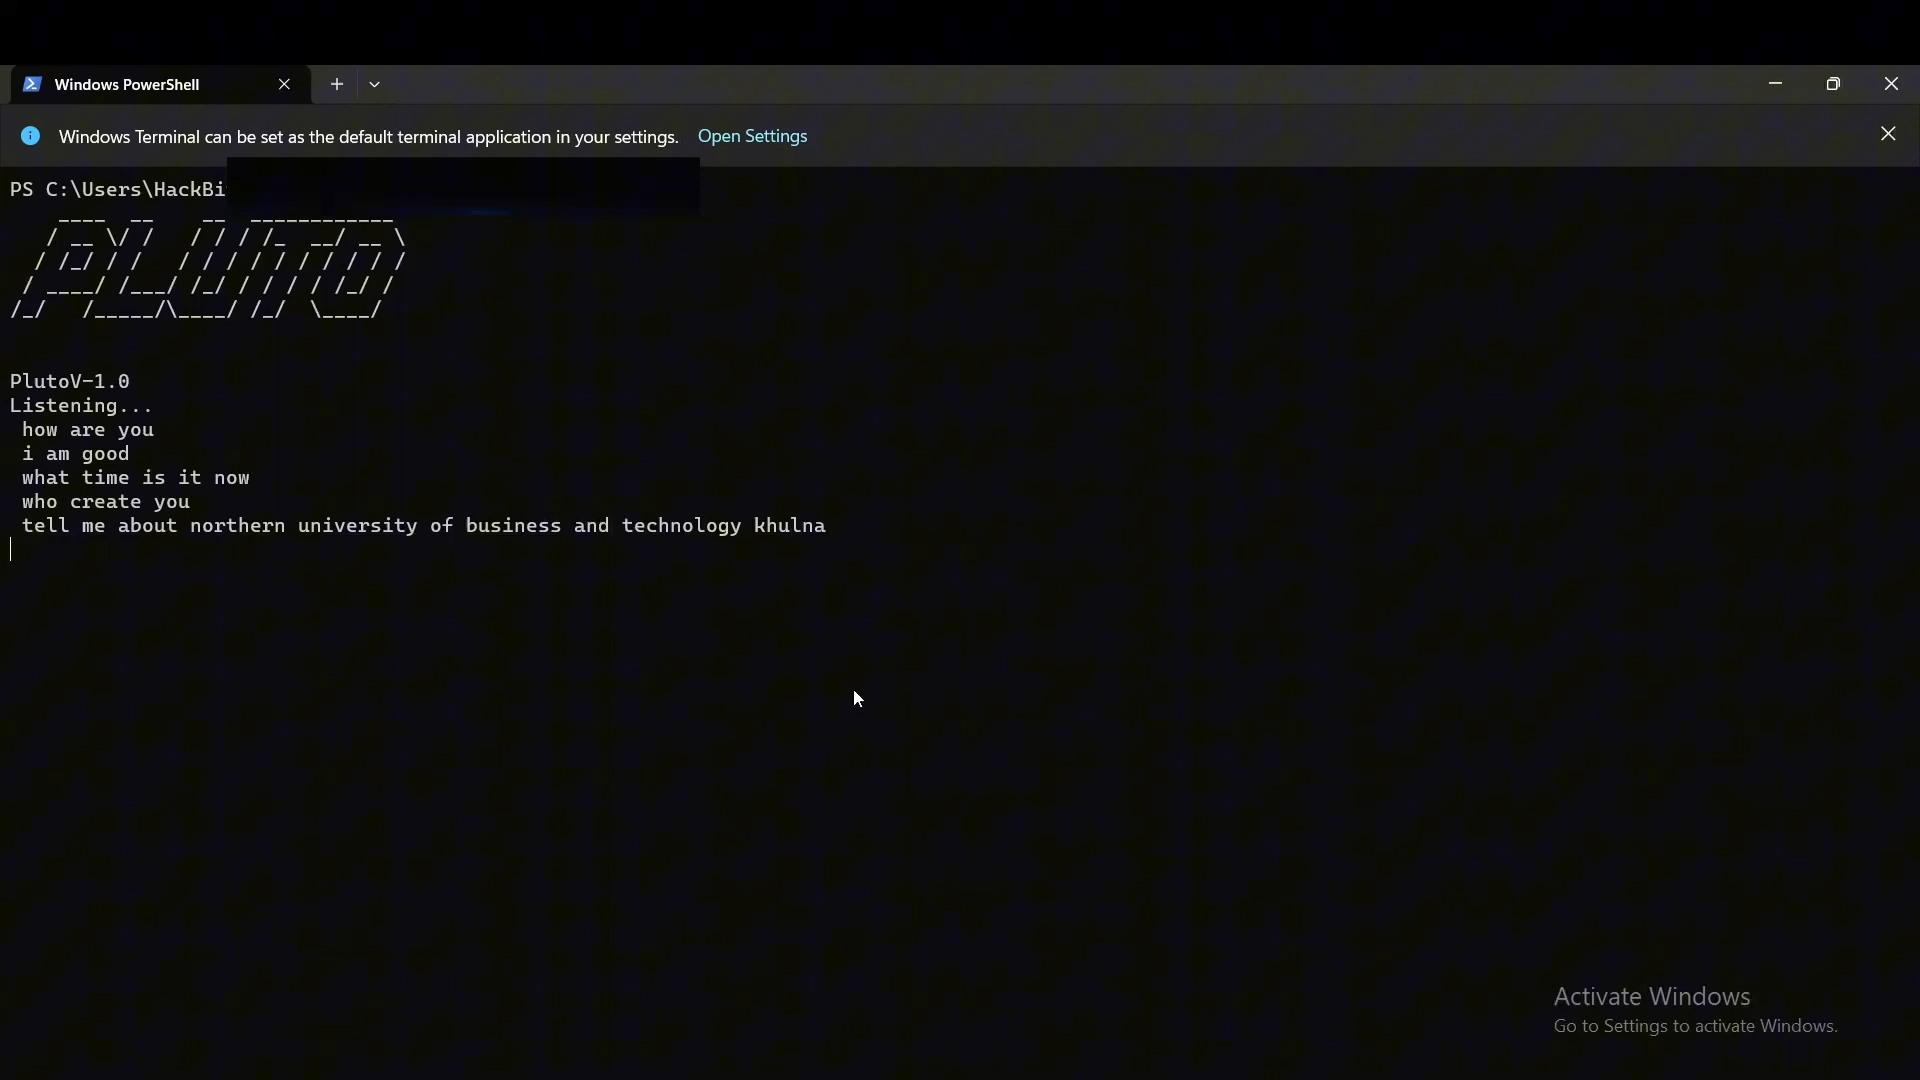 Windows PowerShell
Windows Terminal can be set as the default terminal application in your settings. Open Settings
PS C:\Users\HackBi
PLUTO
PlutoV-1.0
Listening...
how are you
i am good
what time is it now
who create you
tell me about northern university of business and technology khulna
Activate Windows
Go to Settings to activate Windows.